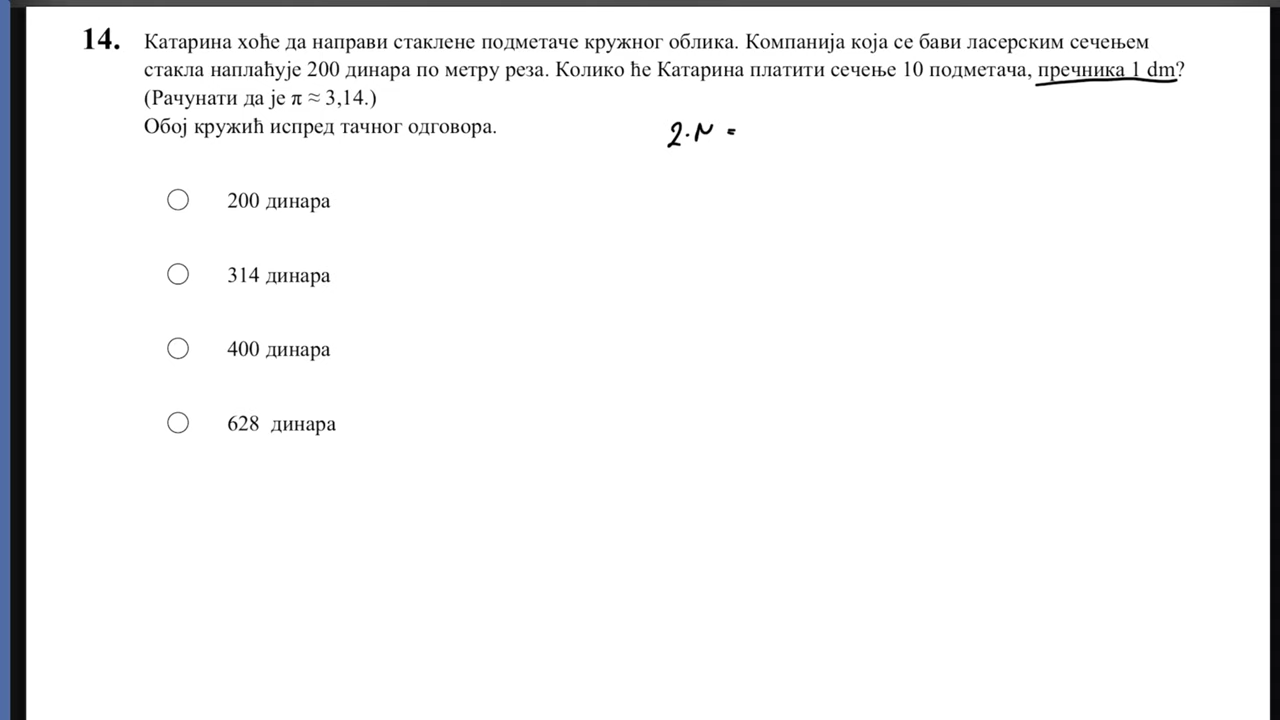 14. Катарина хоће да направи стаклене подметаче кружног облика. Компанија која се бави ласерским сечењем
стакла наплаћује 200 динара по метру реза. Колико ће Катарина платити сечење 10 подметача, пречника 1 dm?
(Рачунати да је π ≈ 3,14.)
Обој кружић испред тачног одговора.
2·r =
200 динара
314 динара
400 динара
628 динара